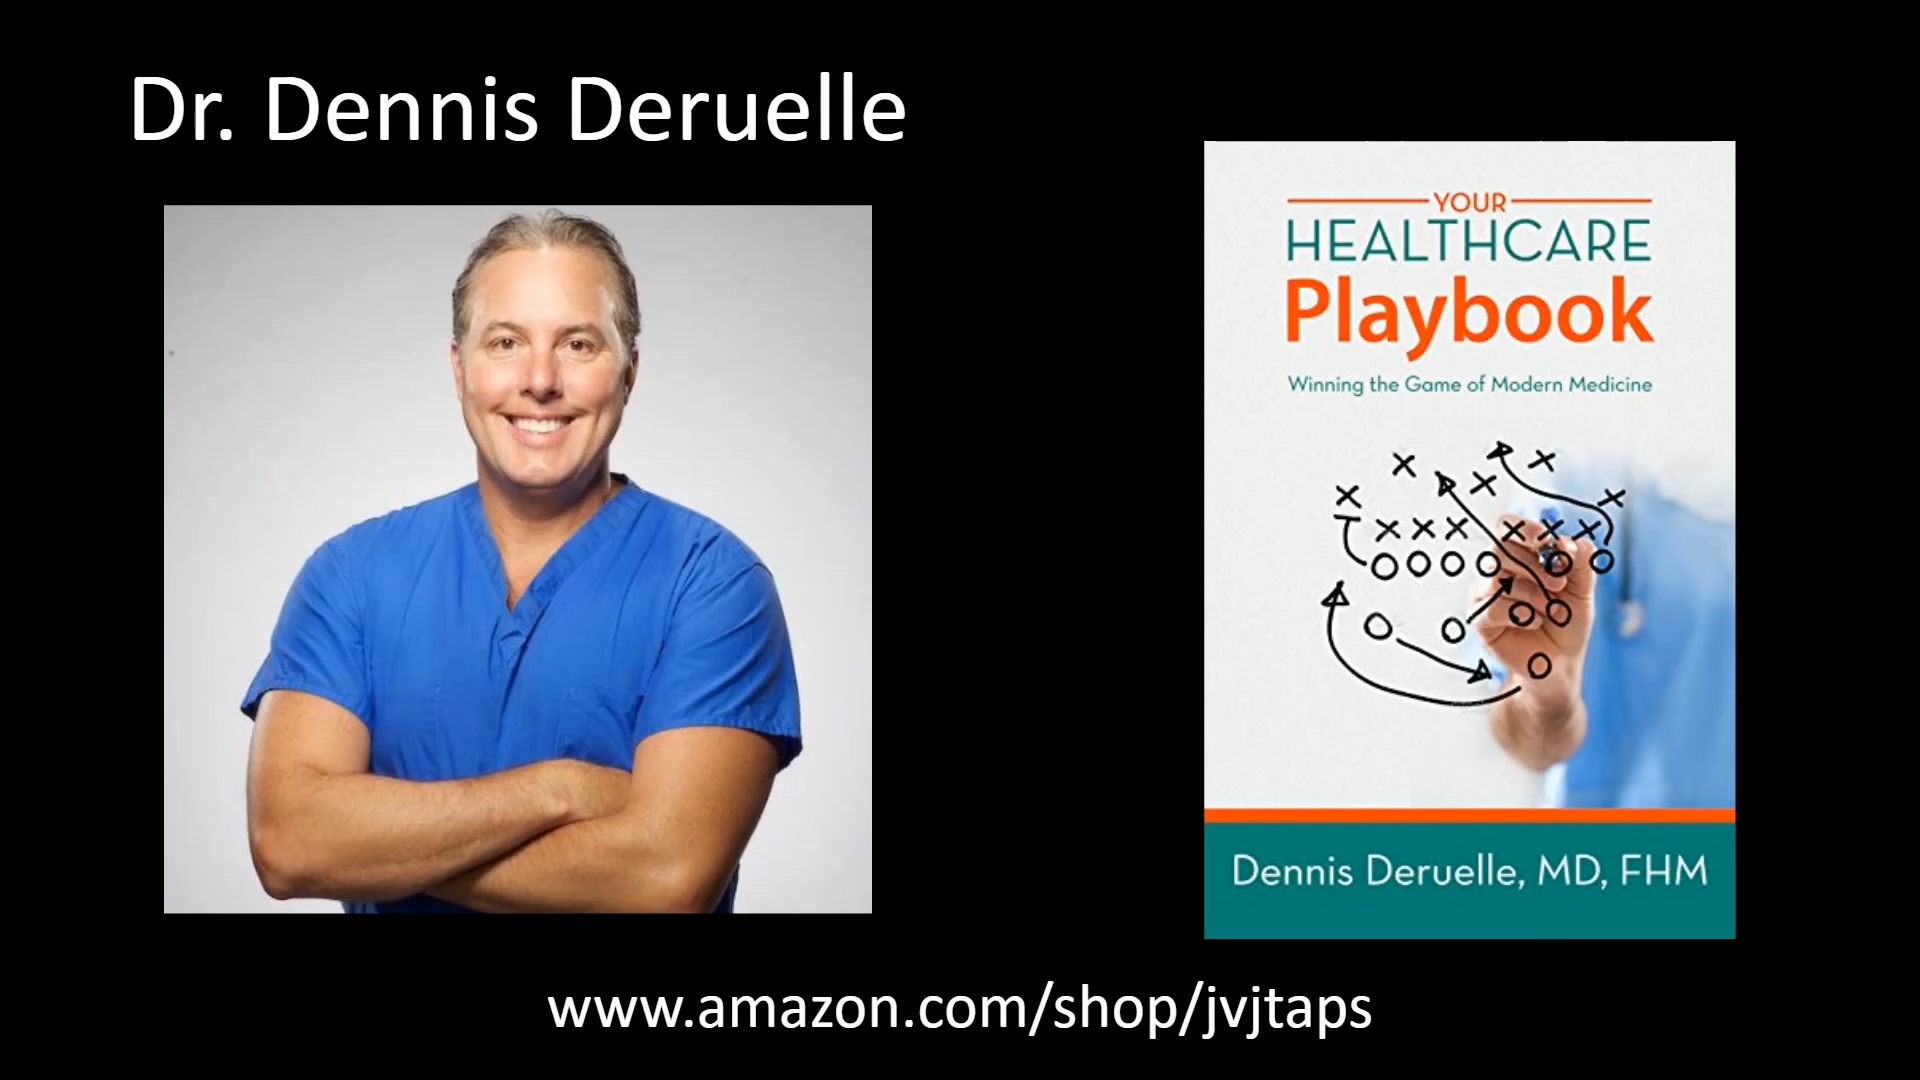 Dr. Dennis Deruelle
YOUR
HEALTHCARE
Playbook
Winning the Game of Modern Medicine
Dennis Deruelle, MD, FHM
www.amazon.com/shop/jvjtaps